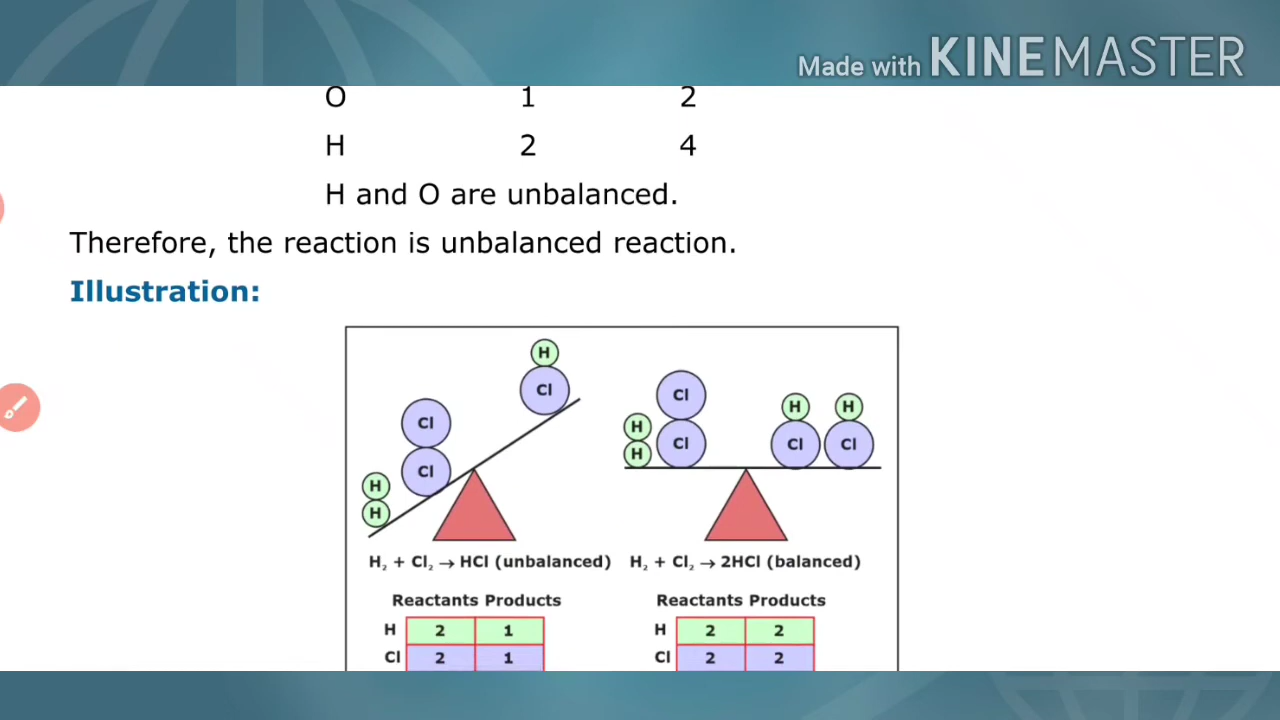 Made with KINEMASTER
O 1 2
H 2 4
H and O are unbalanced.
Therefore, the reaction is unbalanced reaction.
Illustration:
H
Cl
Cl
Cl
H
H
Cl
Cl
H
H
H
Cl
H
Cl
H₂ + Cl₂ → HCl (unbalanced)
H₂ + Cl₂ → 2HCl (balanced)
Reactants Products
H 2 1
Cl 2 1
Reactants Products
H 2 2
Cl 2 2